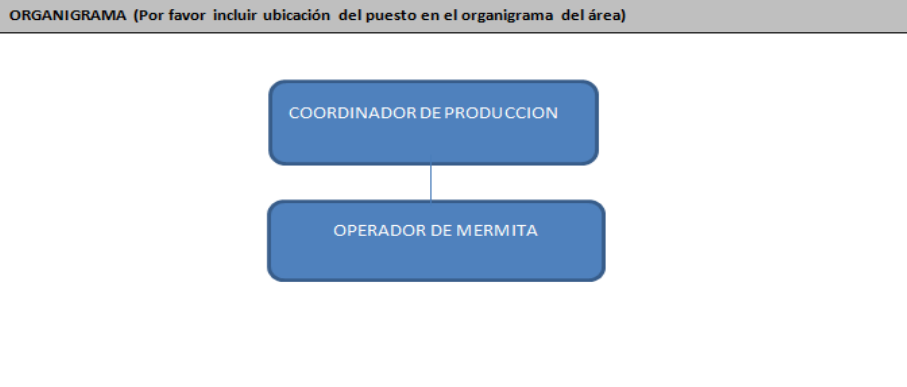 ORGANIGRAMA (Por favor incluir ubicación del puesto en el organigrama del área)
COORDINADOR DE PRODUCCION
OPERADOR DE MERMITA